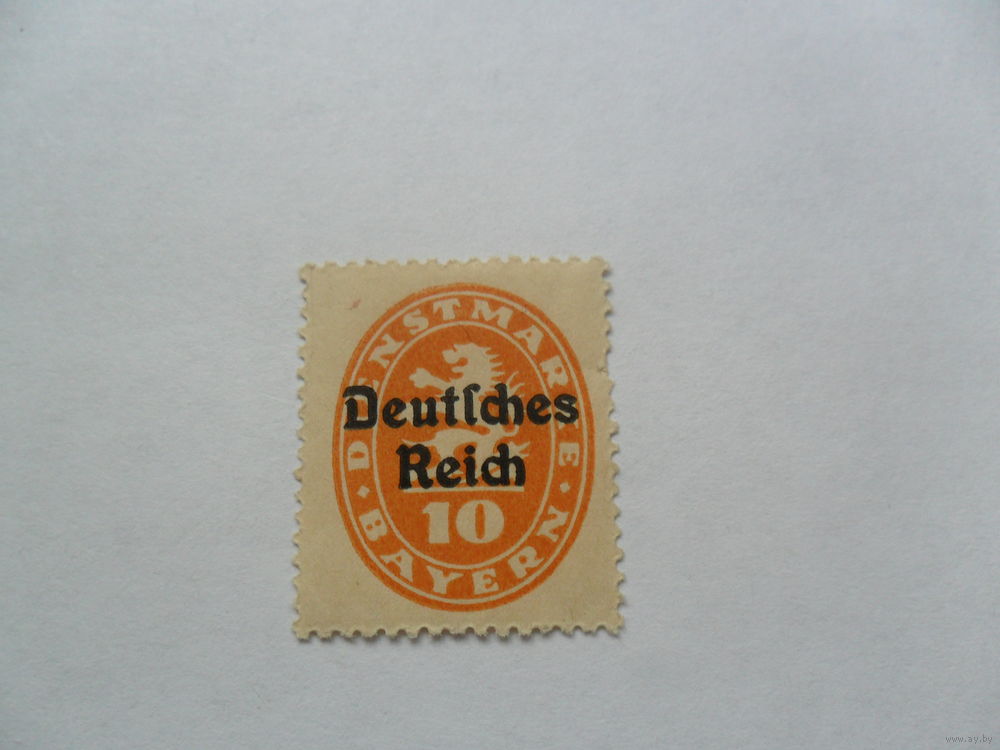 DIENSTMARKE
Deutſches
Reich
10
BAYERN
www.ay.by